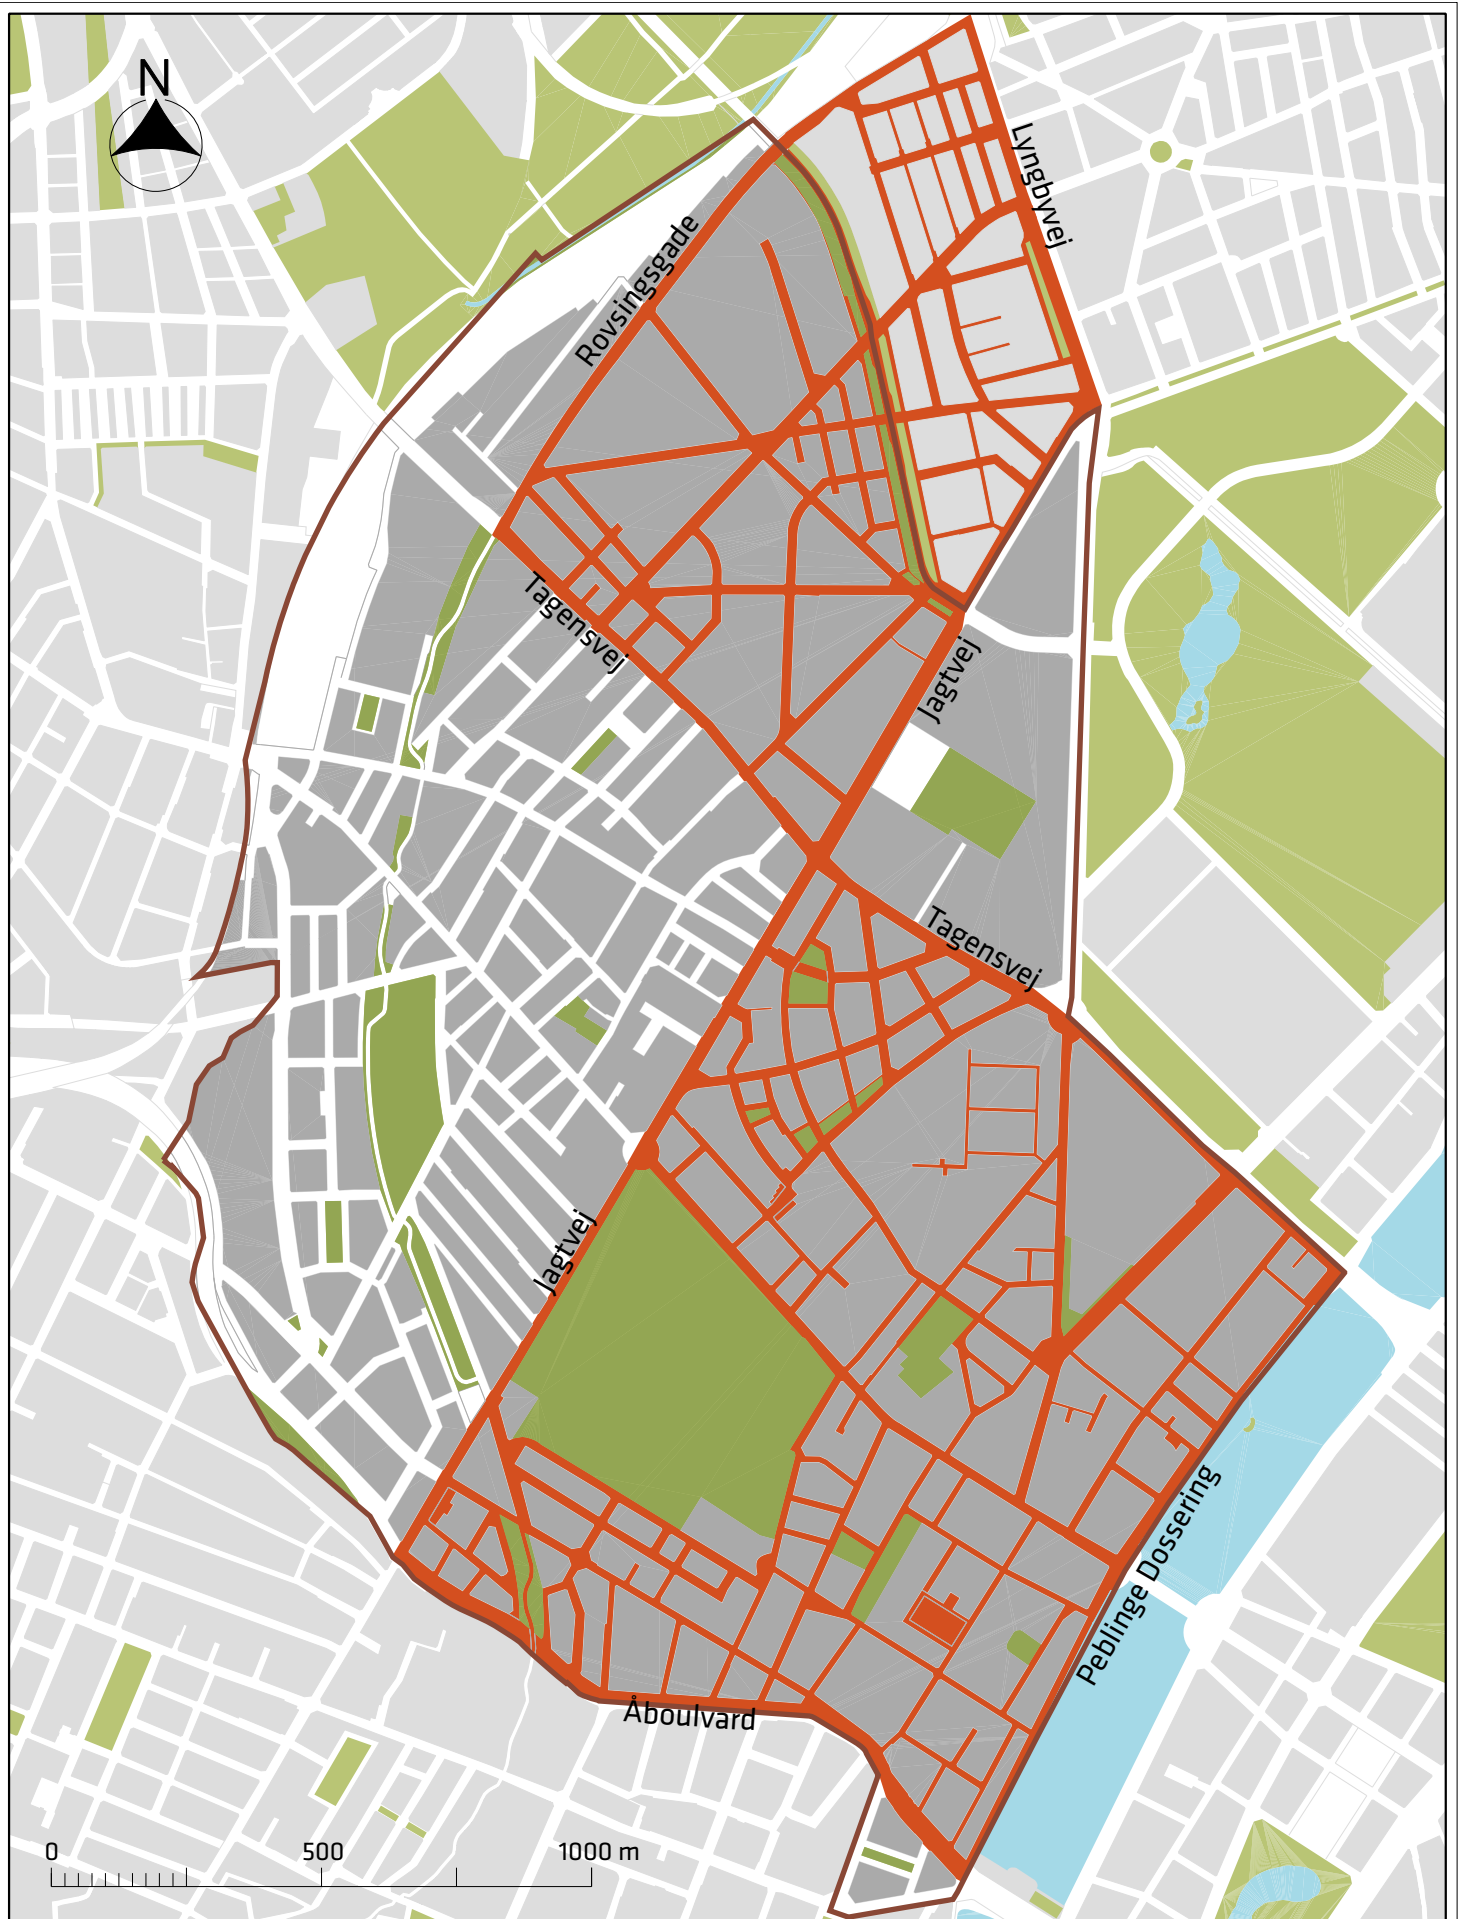 N
Lyngbyvej
Rovsingsgade
Tagensvej
Jagtvej
Tagensvej
Jagtvej
Peblinge Dossering
Åboulvard
0 500 1000 m